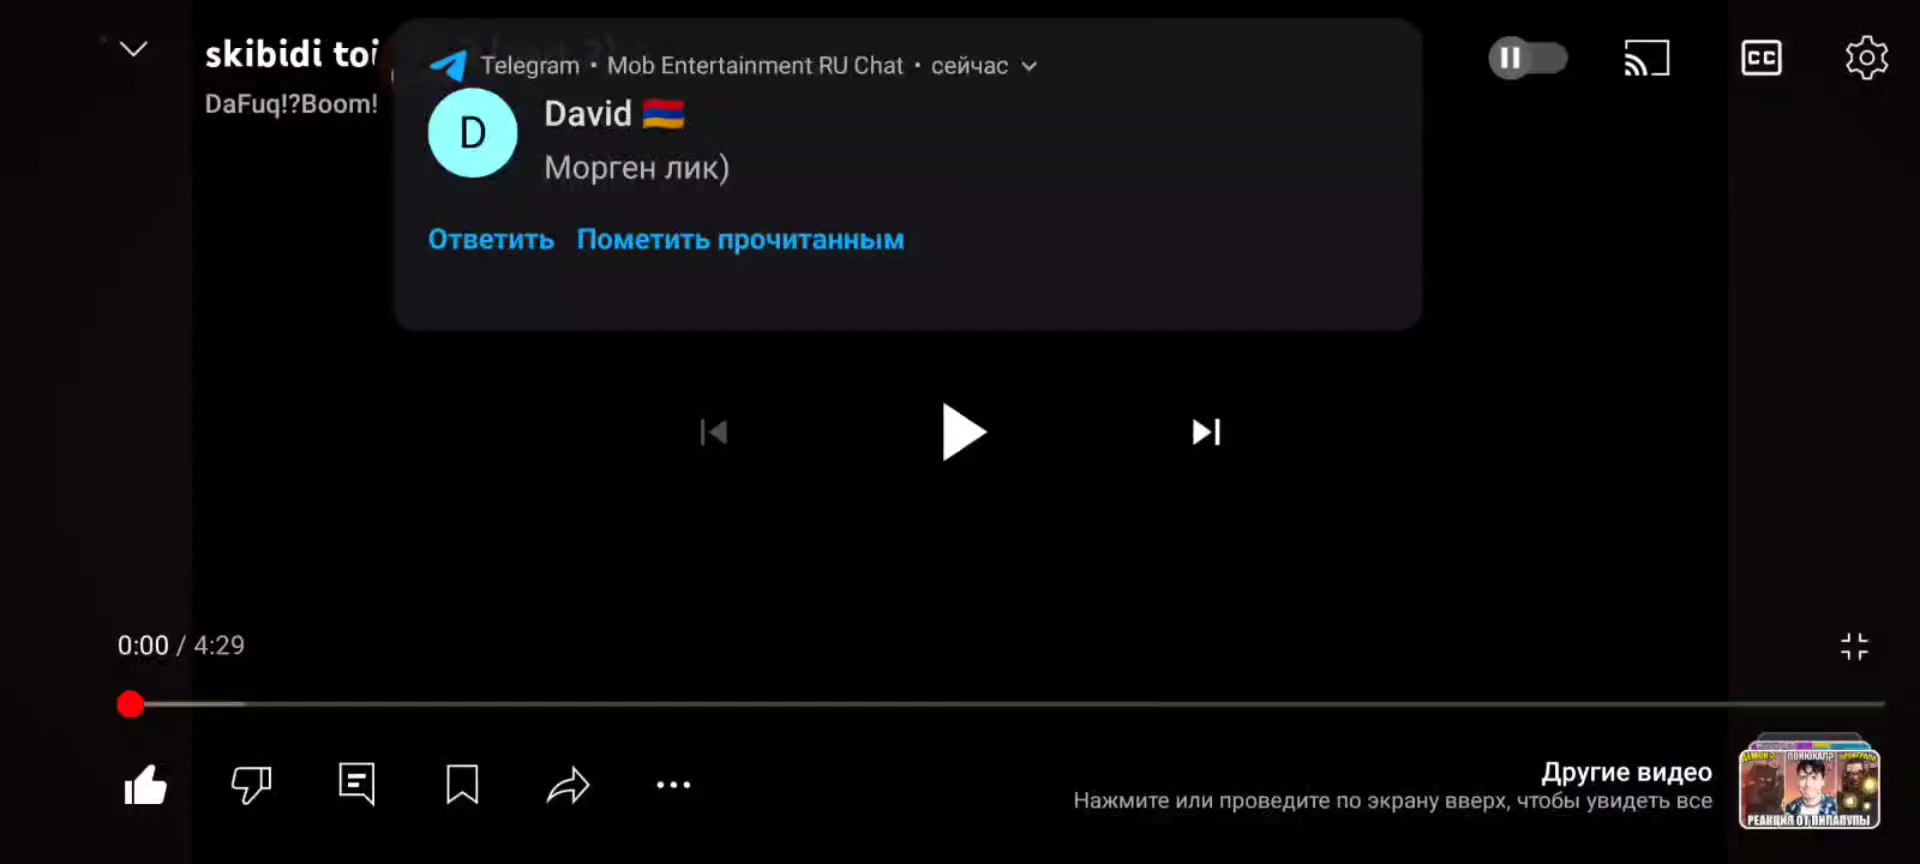 skibidi toi
DaFuq!?Boom!
Telegram • Mob Entertainment RU Chat • сейчас
D
David 🇦🇲
Морген лик)
Ответить Пометить прочитанным
CC
0:00 / 4:29
Другие видео
Нажмите или проведите по экрану вверх, чтобы увидеть все
РЕАКЦИЯ ОТ ПИПАПУПЫ